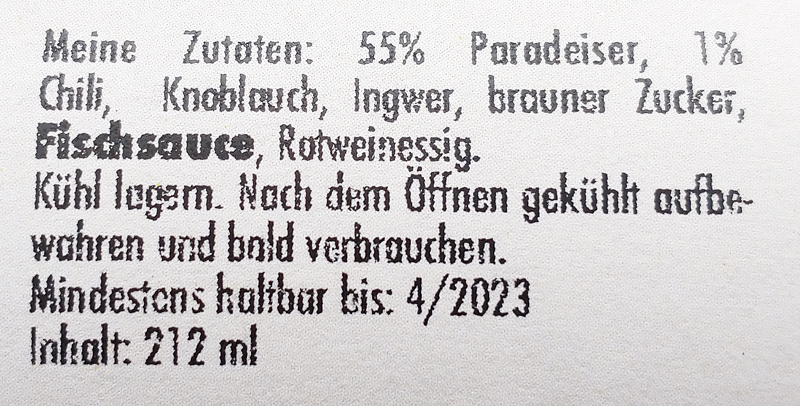 Meine Zutaten: 55% Paradeiser, 1%
Chili, Knoblauch, Ingwer, brauner Zucker,
Fischsauce, Rotweinessig.
Kühl lagern. Nach dem Öffnen gekühlt aufbe-
wahren und bald verbrauchen.
Mindestens haltbar bis: 4/2023
Inhalt: 212 ml